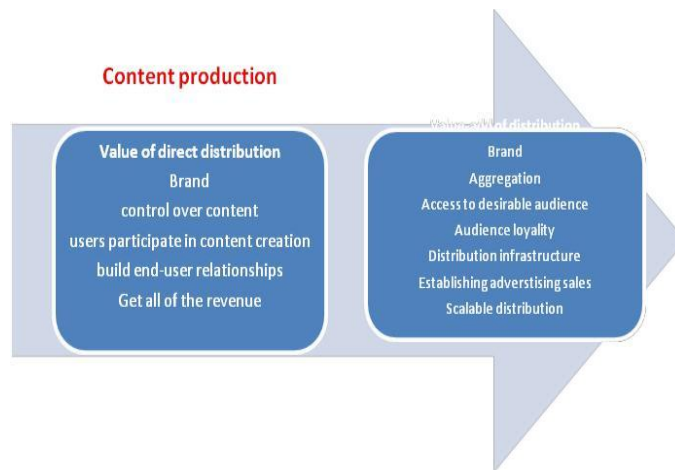 Content production
Value of direct distribution
Brand
control over content
users participate in content creation
build end-user relationships
Get all of the revenue
of distribution
Brand
Aggregation
Access to desirable audience
Audience loyality
Distribution infrastructure
Establishing adverstising sales
Scalable distribution